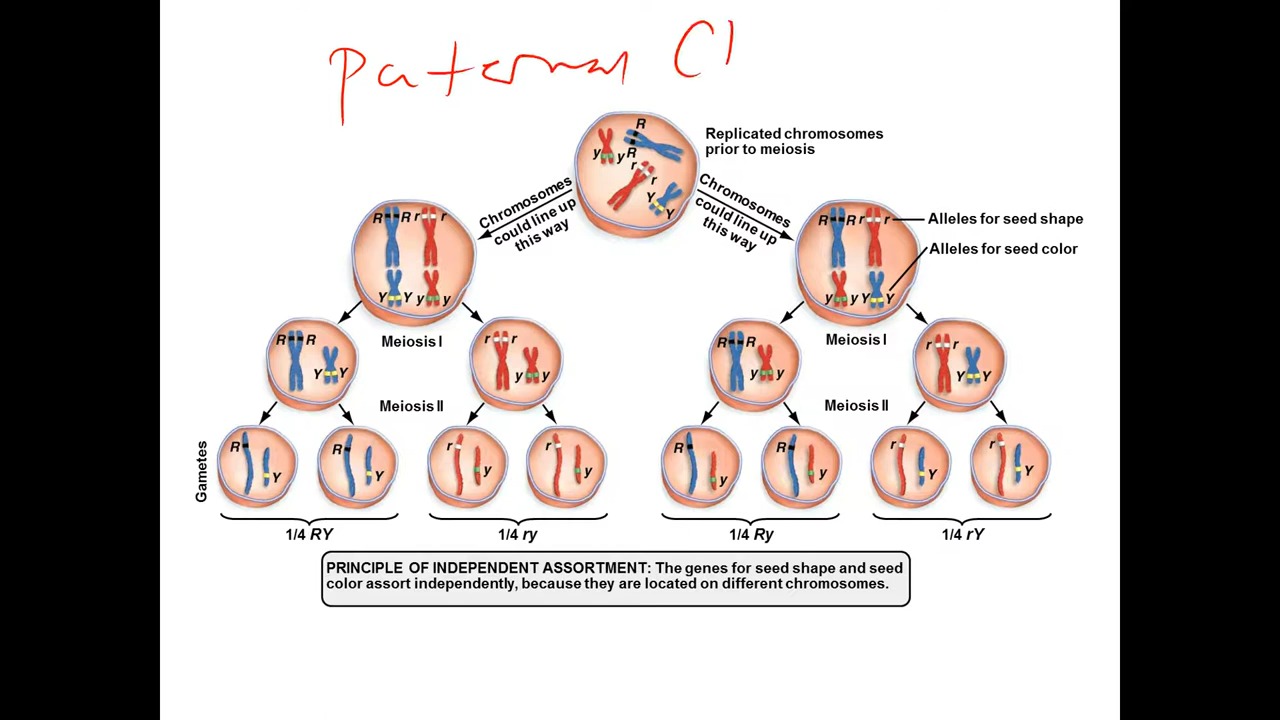 Paternal Cl
R
R
y y
r
r
Y
Y
Replicated chromosomes
prior to meiosis
Chromosomes
could line up
this way
Chromosomes
could line up
this way
R R r r
Y Y y y
R R r r
y y Y Y
Alleles for seed shape
Alleles for seed color
Meiosis I
Meiosis I
R R
Y Y
r r
y y
R R
y y
r r
Y Y
Meiosis II
Meiosis II
Gametes
R Y
R Y
r y
r y
R y
R y
r Y
r Y
1/4 RY
1/4 ry
1/4 Ry
1/4 rY
PRINCIPLE OF INDEPENDENT ASSORTMENT: The genes for seed shape and seed
color assort independently, because they are located on different chromosomes.